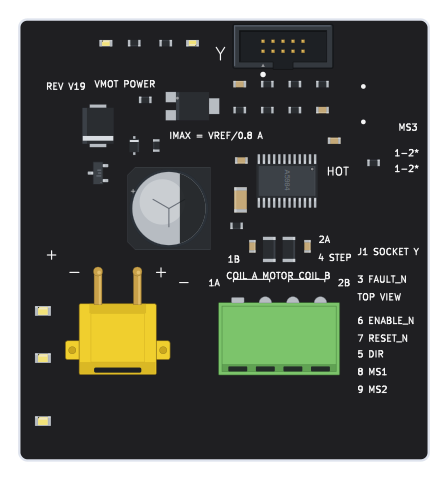 Y
REV V19 VMOT POWER
MS3
IMAX = VREF/0.8 A
1-2*
1-2*
A5984
HOT
2A
1B
4 STEP
J1 SOCKET Y
COIL A MOTOR COIL B
1A
2B
3 FAULT_N
TOP VIEW
6 ENABLE_N
7 RESET_N
5 DIR
8 MS1
9 MS2
+
−
+
−